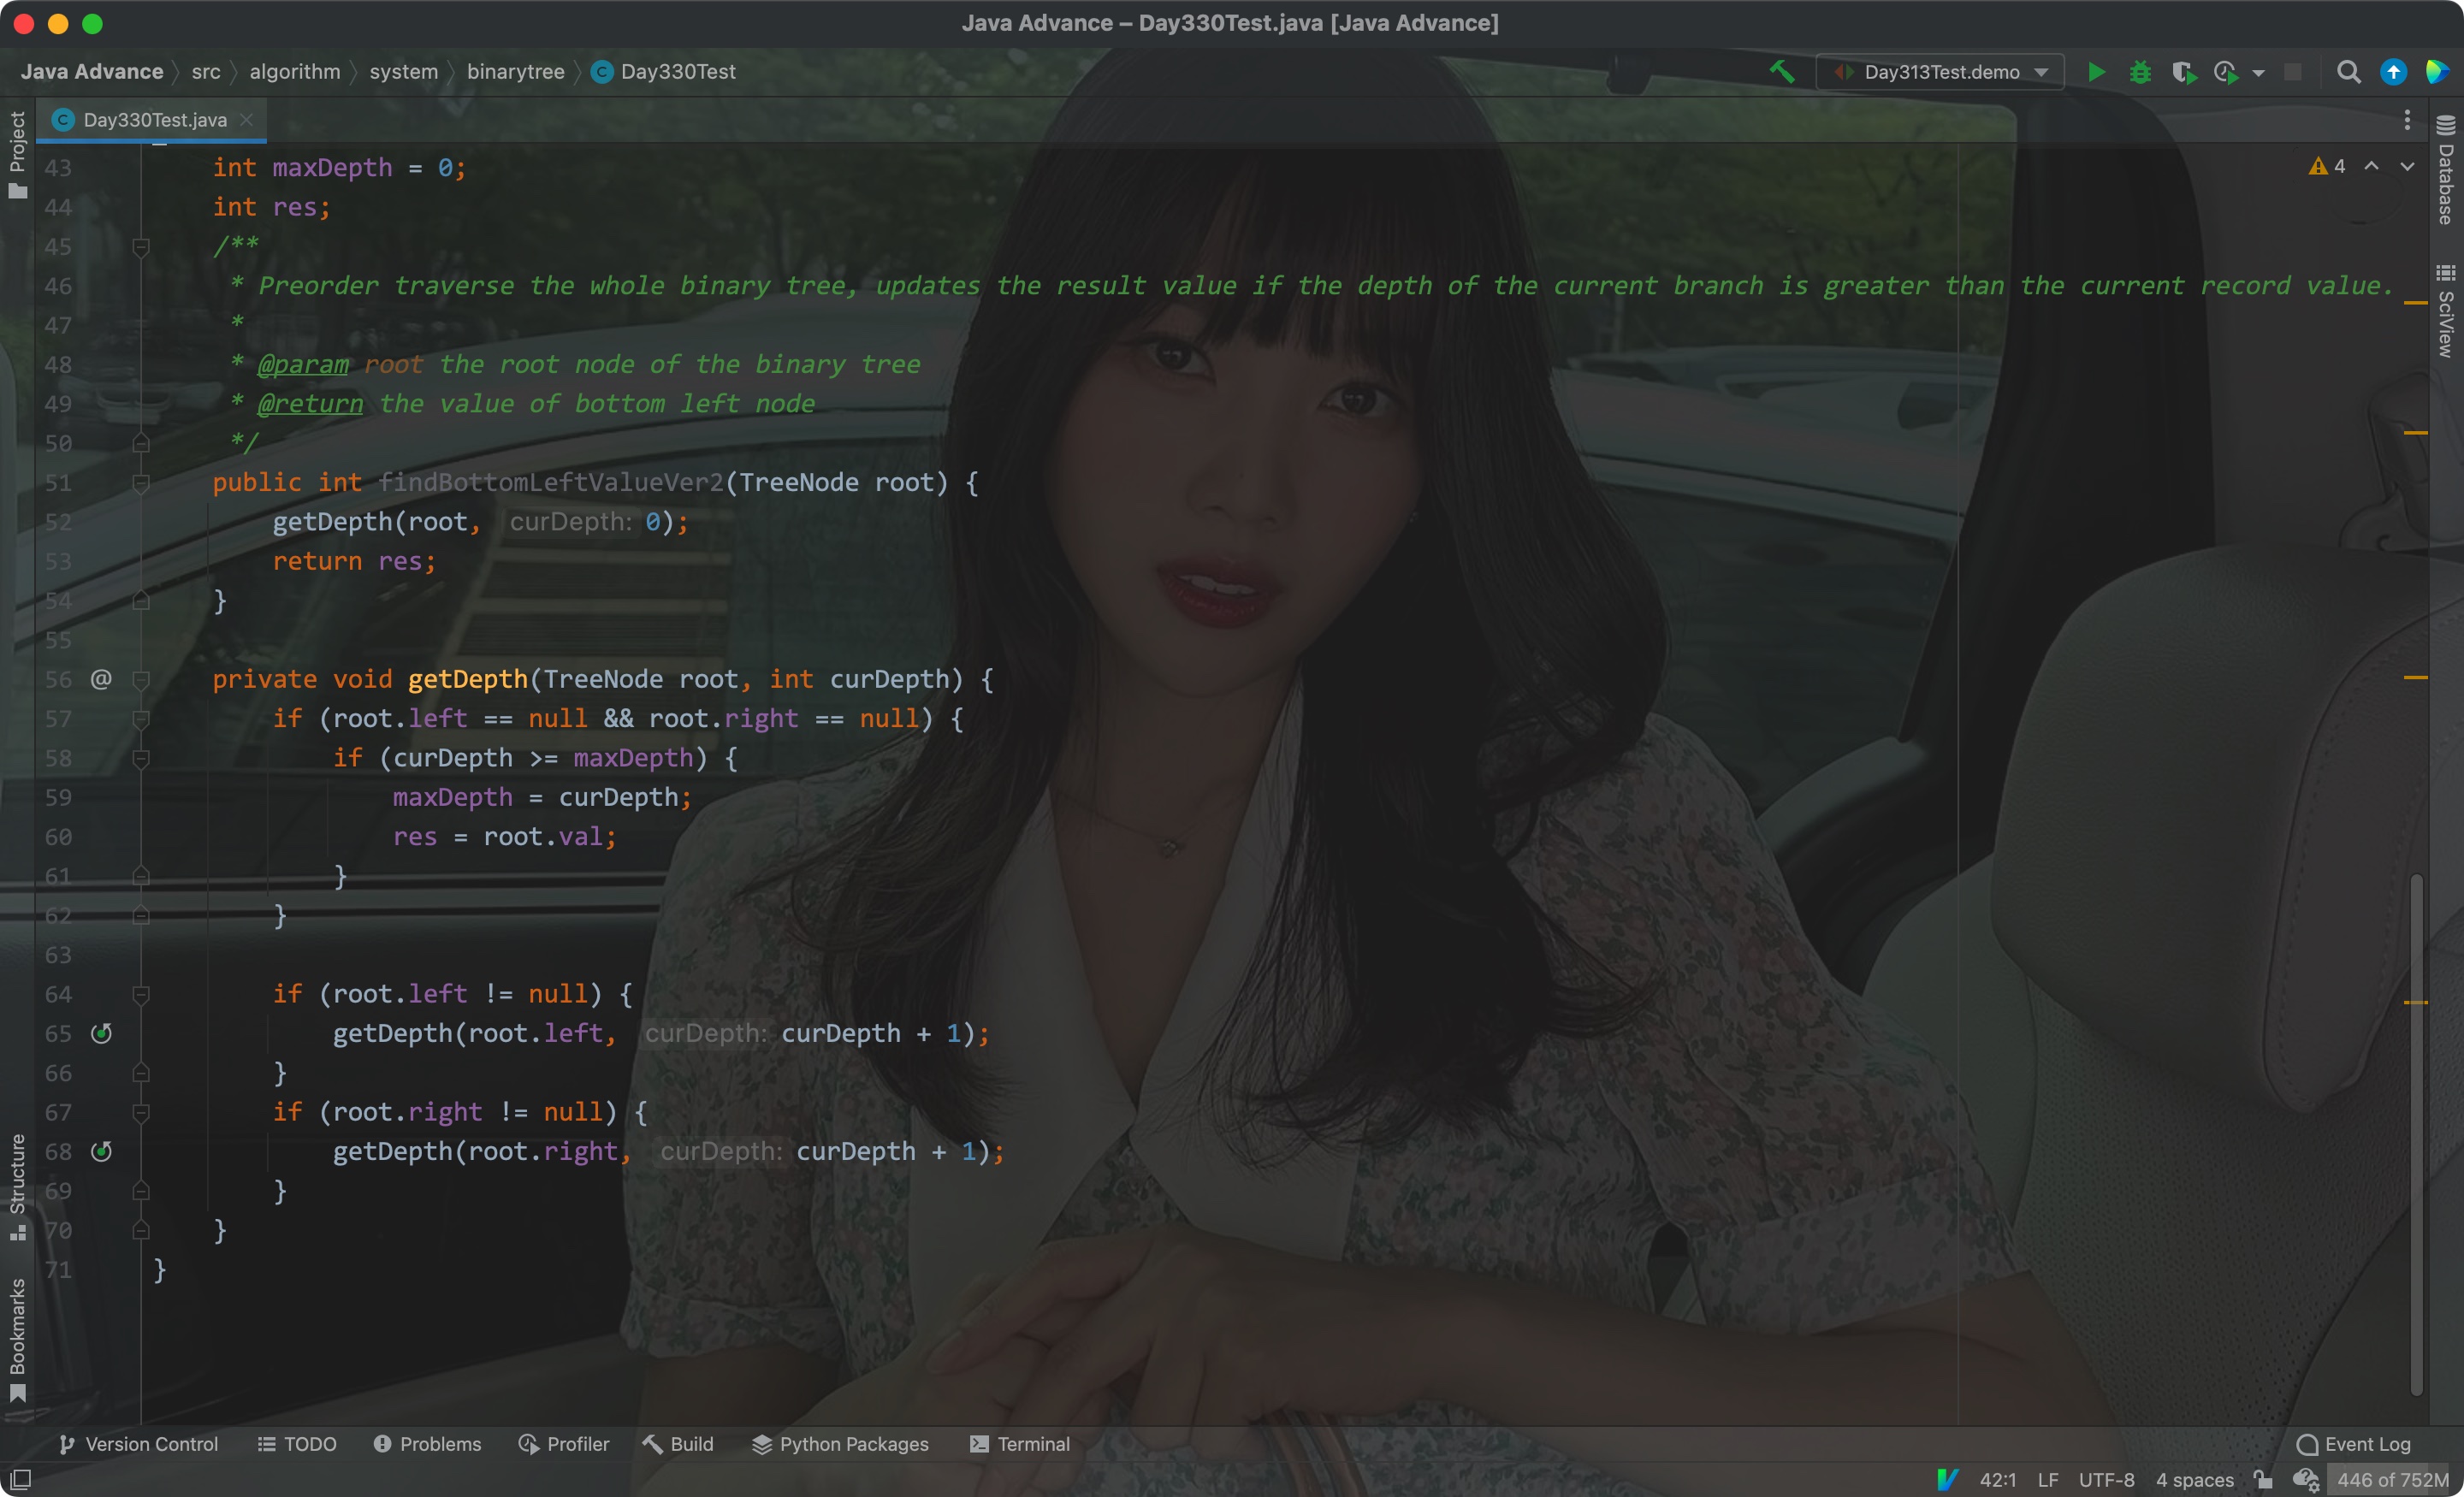 Java Advance – Day330Test.java [Java Advance]
Java Advance src algorithm system binarytree Day330Test
Day313Test.demo
Day330Test.java
Project
4
Database
SciView
43 int maxDepth = 0;
44 int res;
45 /**
46 * Preorder traverse the whole binary tree, updates the result value if the depth of the current branch is greater than the current record value.
47 *
48 * @param root the root node of the binary tree
49 * @return the value of bottom left node
50 */
51 public int findBottomLeftValueVer2(TreeNode root) {
52 getDepth(root, curDepth: 0);
53 return res;
54 }
55
56 @ private void getDepth(TreeNode root, int curDepth) {
57 if (root.left == null && root.right == null) {
58 if (curDepth >= maxDepth) {
59 maxDepth = curDepth;
60 res = root.val;
61 }
62 }
63
64 if (root.left != null) {
65 getDepth(root.left, curDepth: curDepth + 1);
66 }
67 if (root.right != null) {
68 getDepth(root.right, curDepth: curDepth + 1);
69 }
70 }
71 }
Structure
Bookmarks
Version Control TODO Problems Profiler Build Python Packages Terminal Event Log
42:1 LF UTF-8 4 spaces 446 of 752M